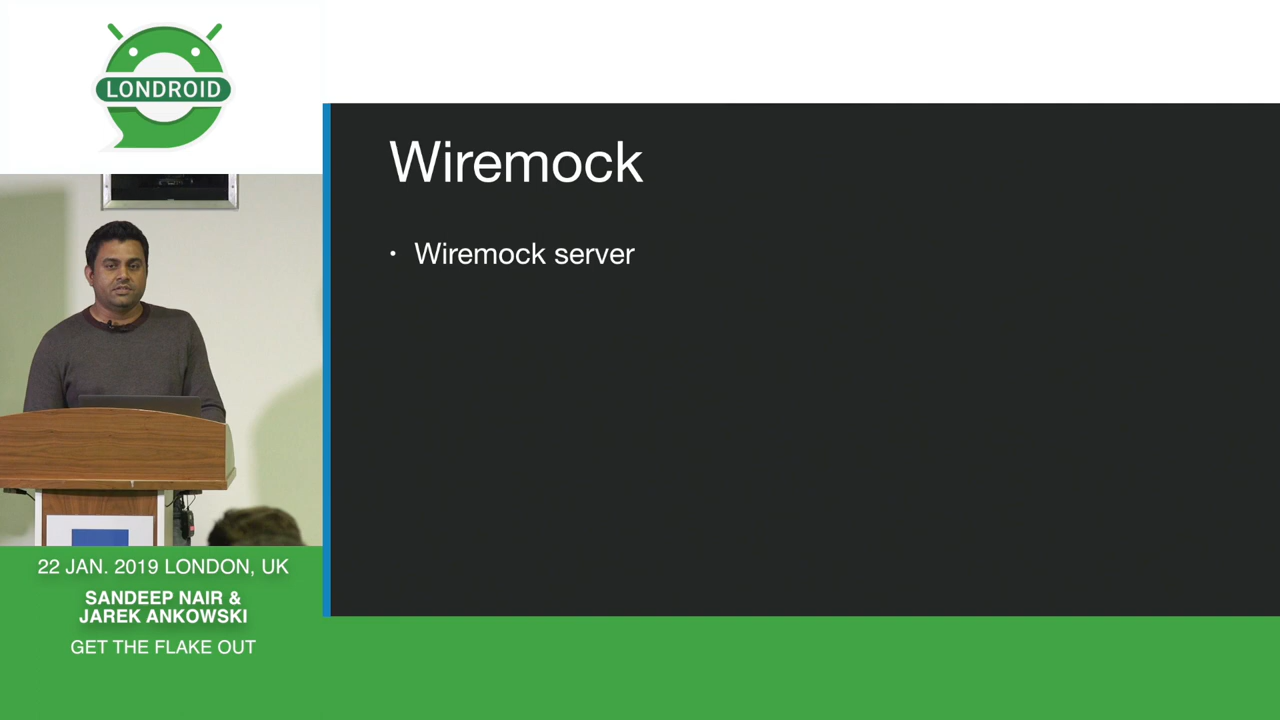 LONDROID
Wiremock
• Wiremock server
22 JAN. 2019 LONDON, UK
SANDEEP NAIR &
JAREK ANKOWSKI
GET THE FLAKE OUT